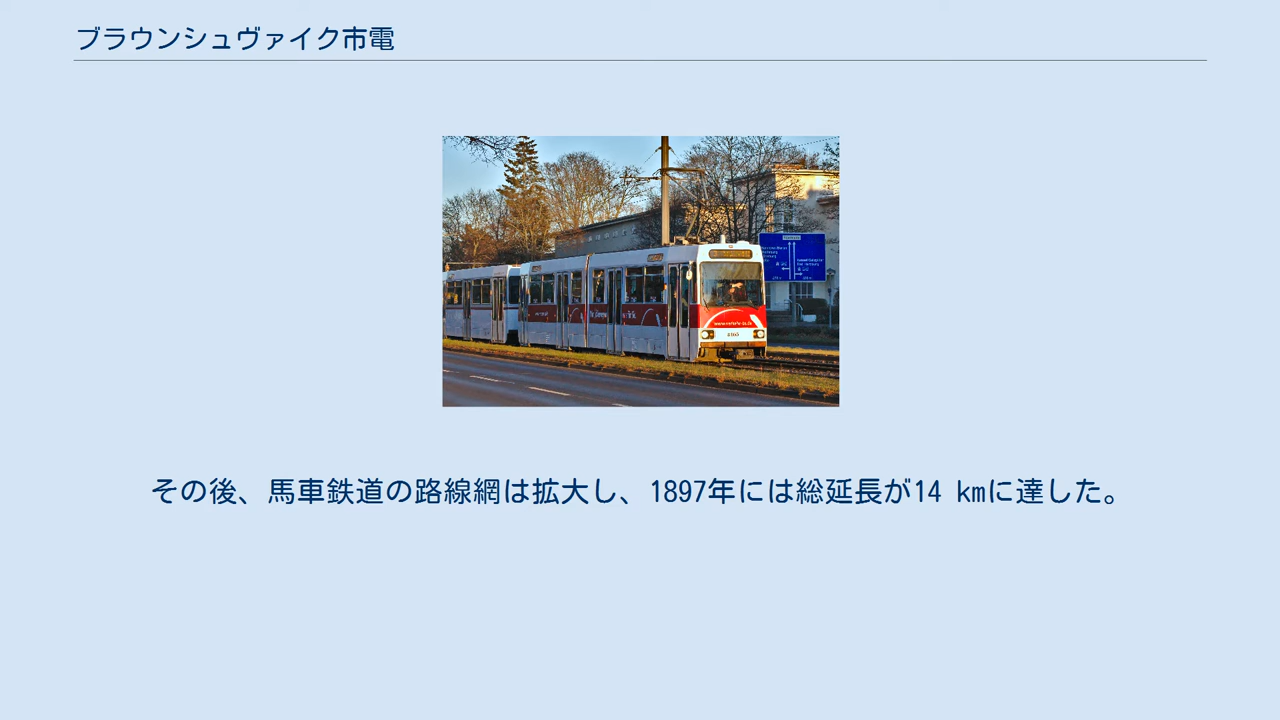 ブラウンシュヴァイク市電
その後、馬車鉄道の路線網は拡大し、1897年には総延長が14 kmに達した。